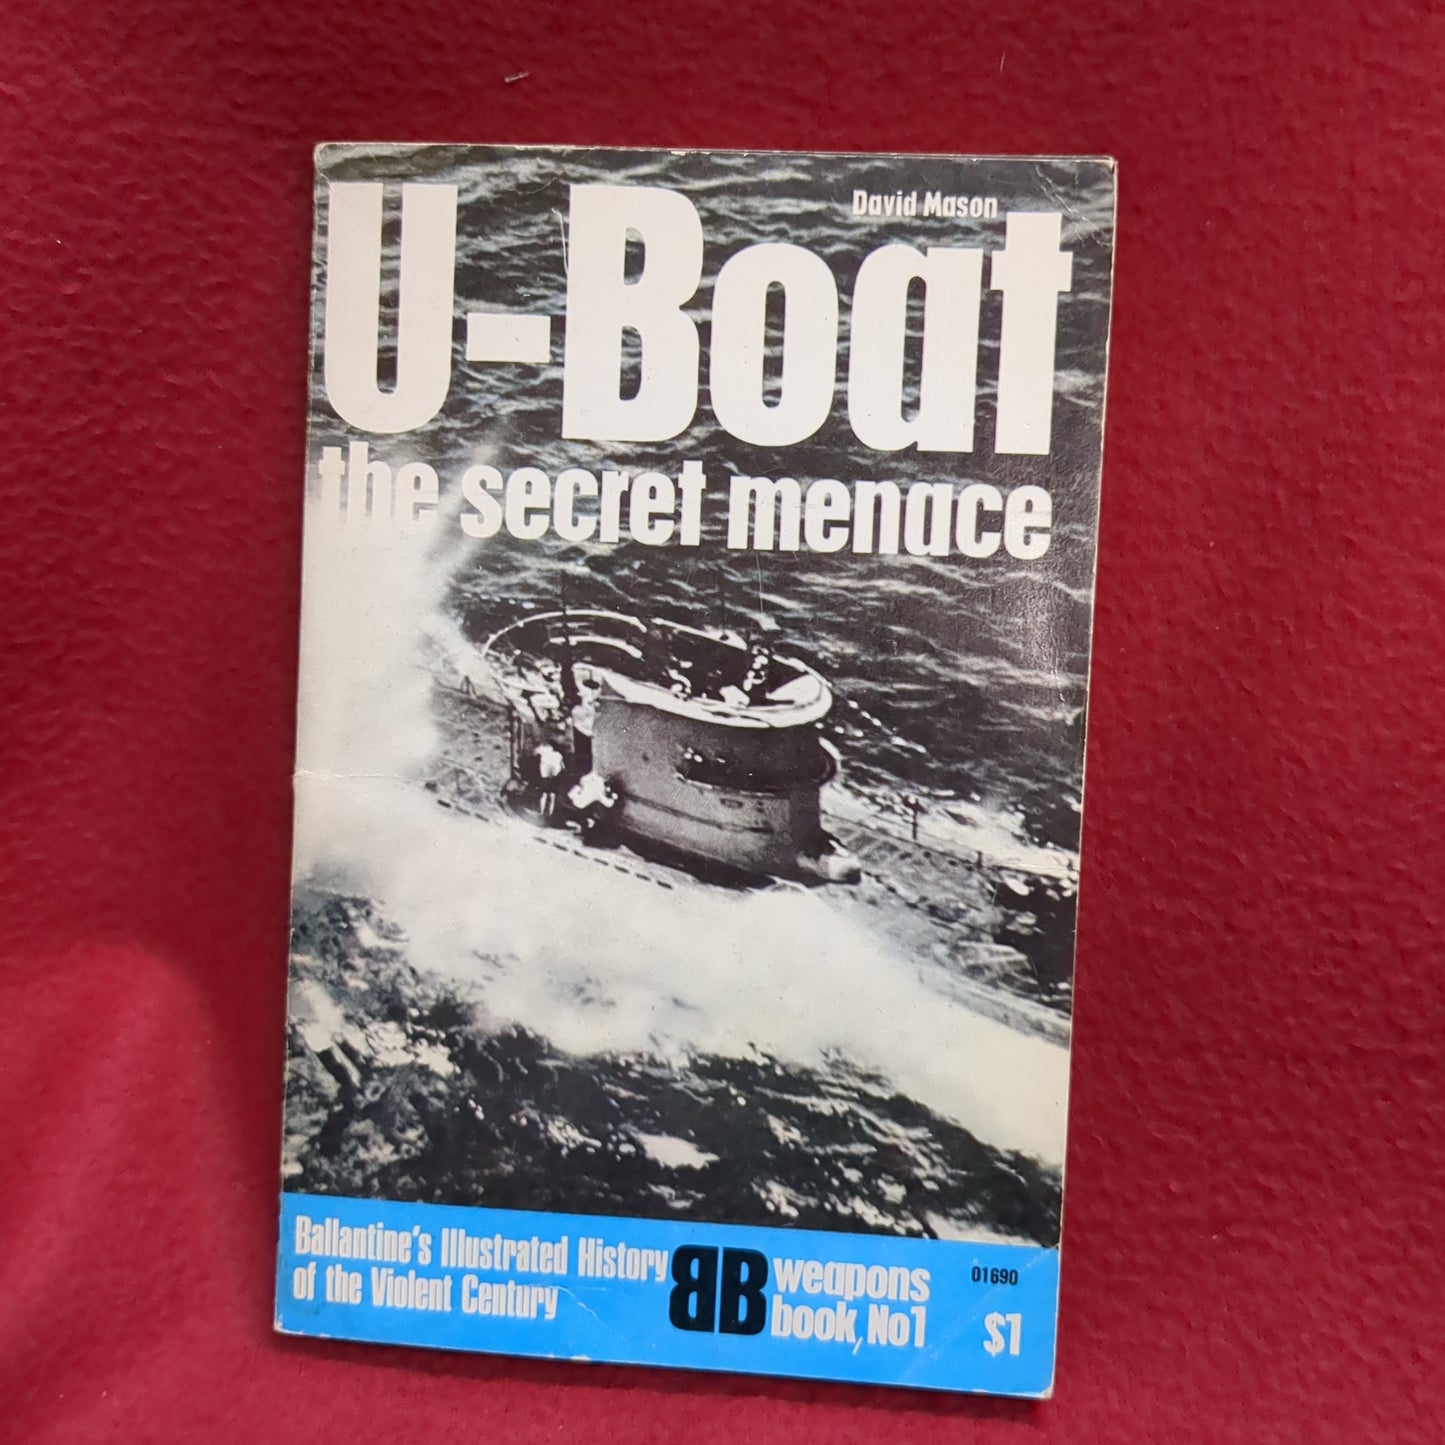 David Mason
U-Boat
the secret menace
Ballantine's Illustrated History
of the Violent Century
BB
weapons
book, No1
01690
$1